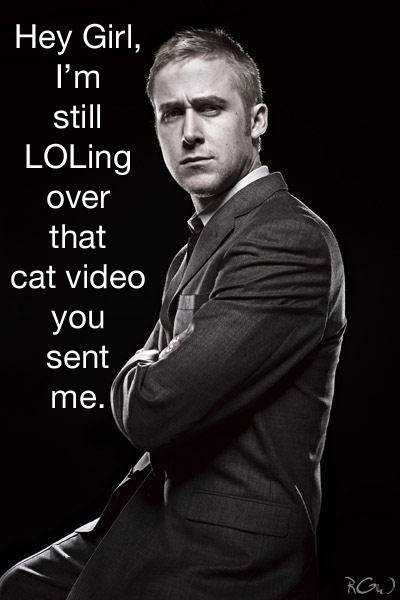 Hey Girl,
I'm
still
LOLing
over
that
cat video
you
sent
me.